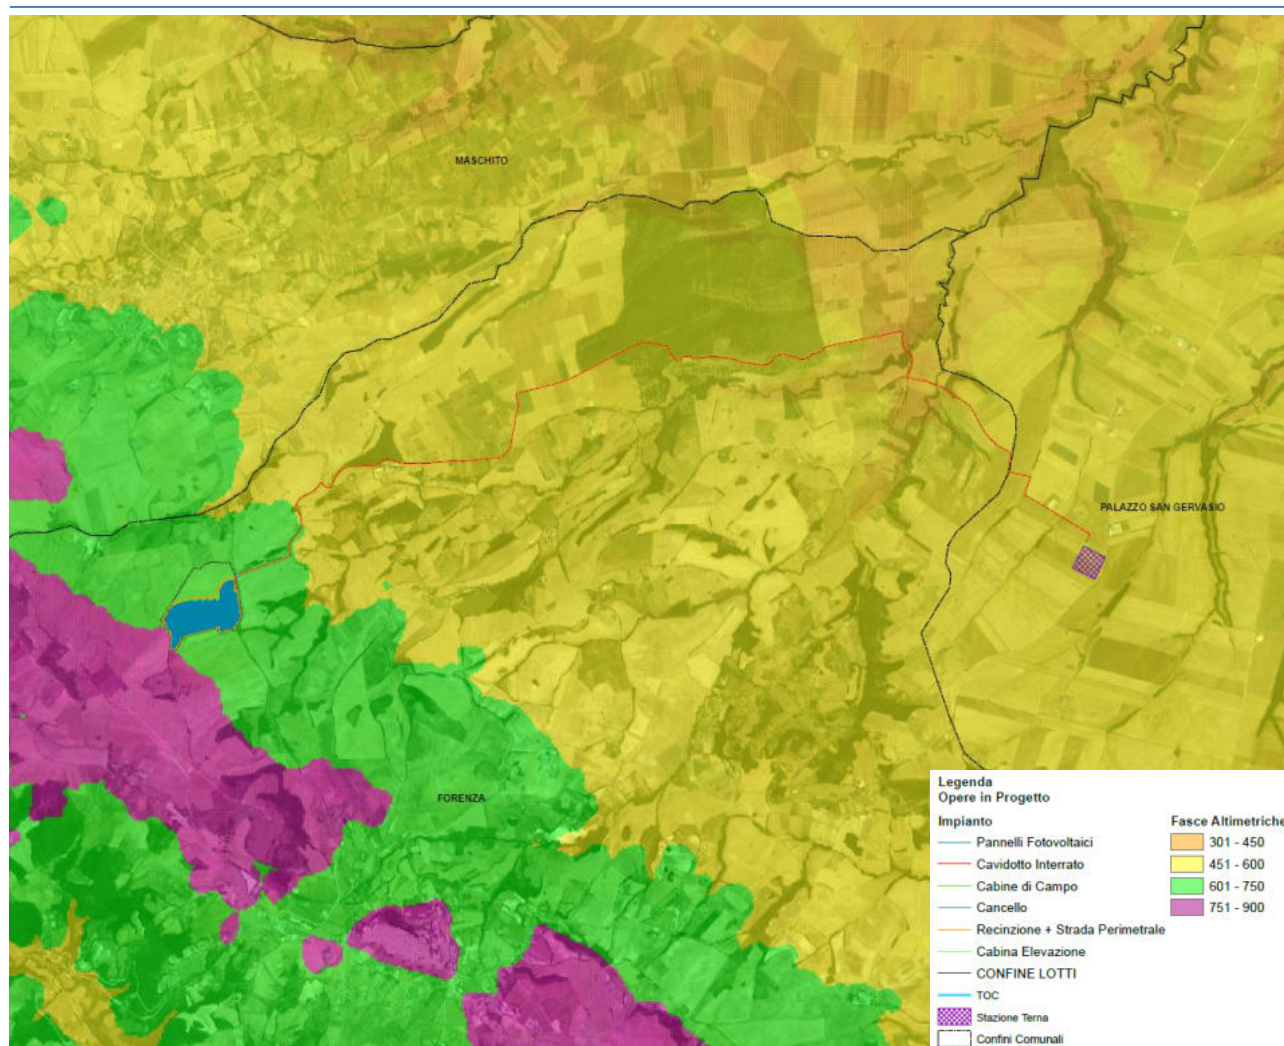 MASCHITO
PALAZZO SAN GERVASIO
FORENZA
Legenda
Opere in Progetto
Impianto
Pannelli Fotovoltaici
Cavidotto Interrato
Cabine di Campo
Cancello
Recinzione + Strada Perimetrale
Cabina Elevazione
CONFINE LOTTI
TOC
Stazione Terna
Confini Comunali
Fasce Altimetriche
301 - 450
451 - 600
601 - 750
751 - 900